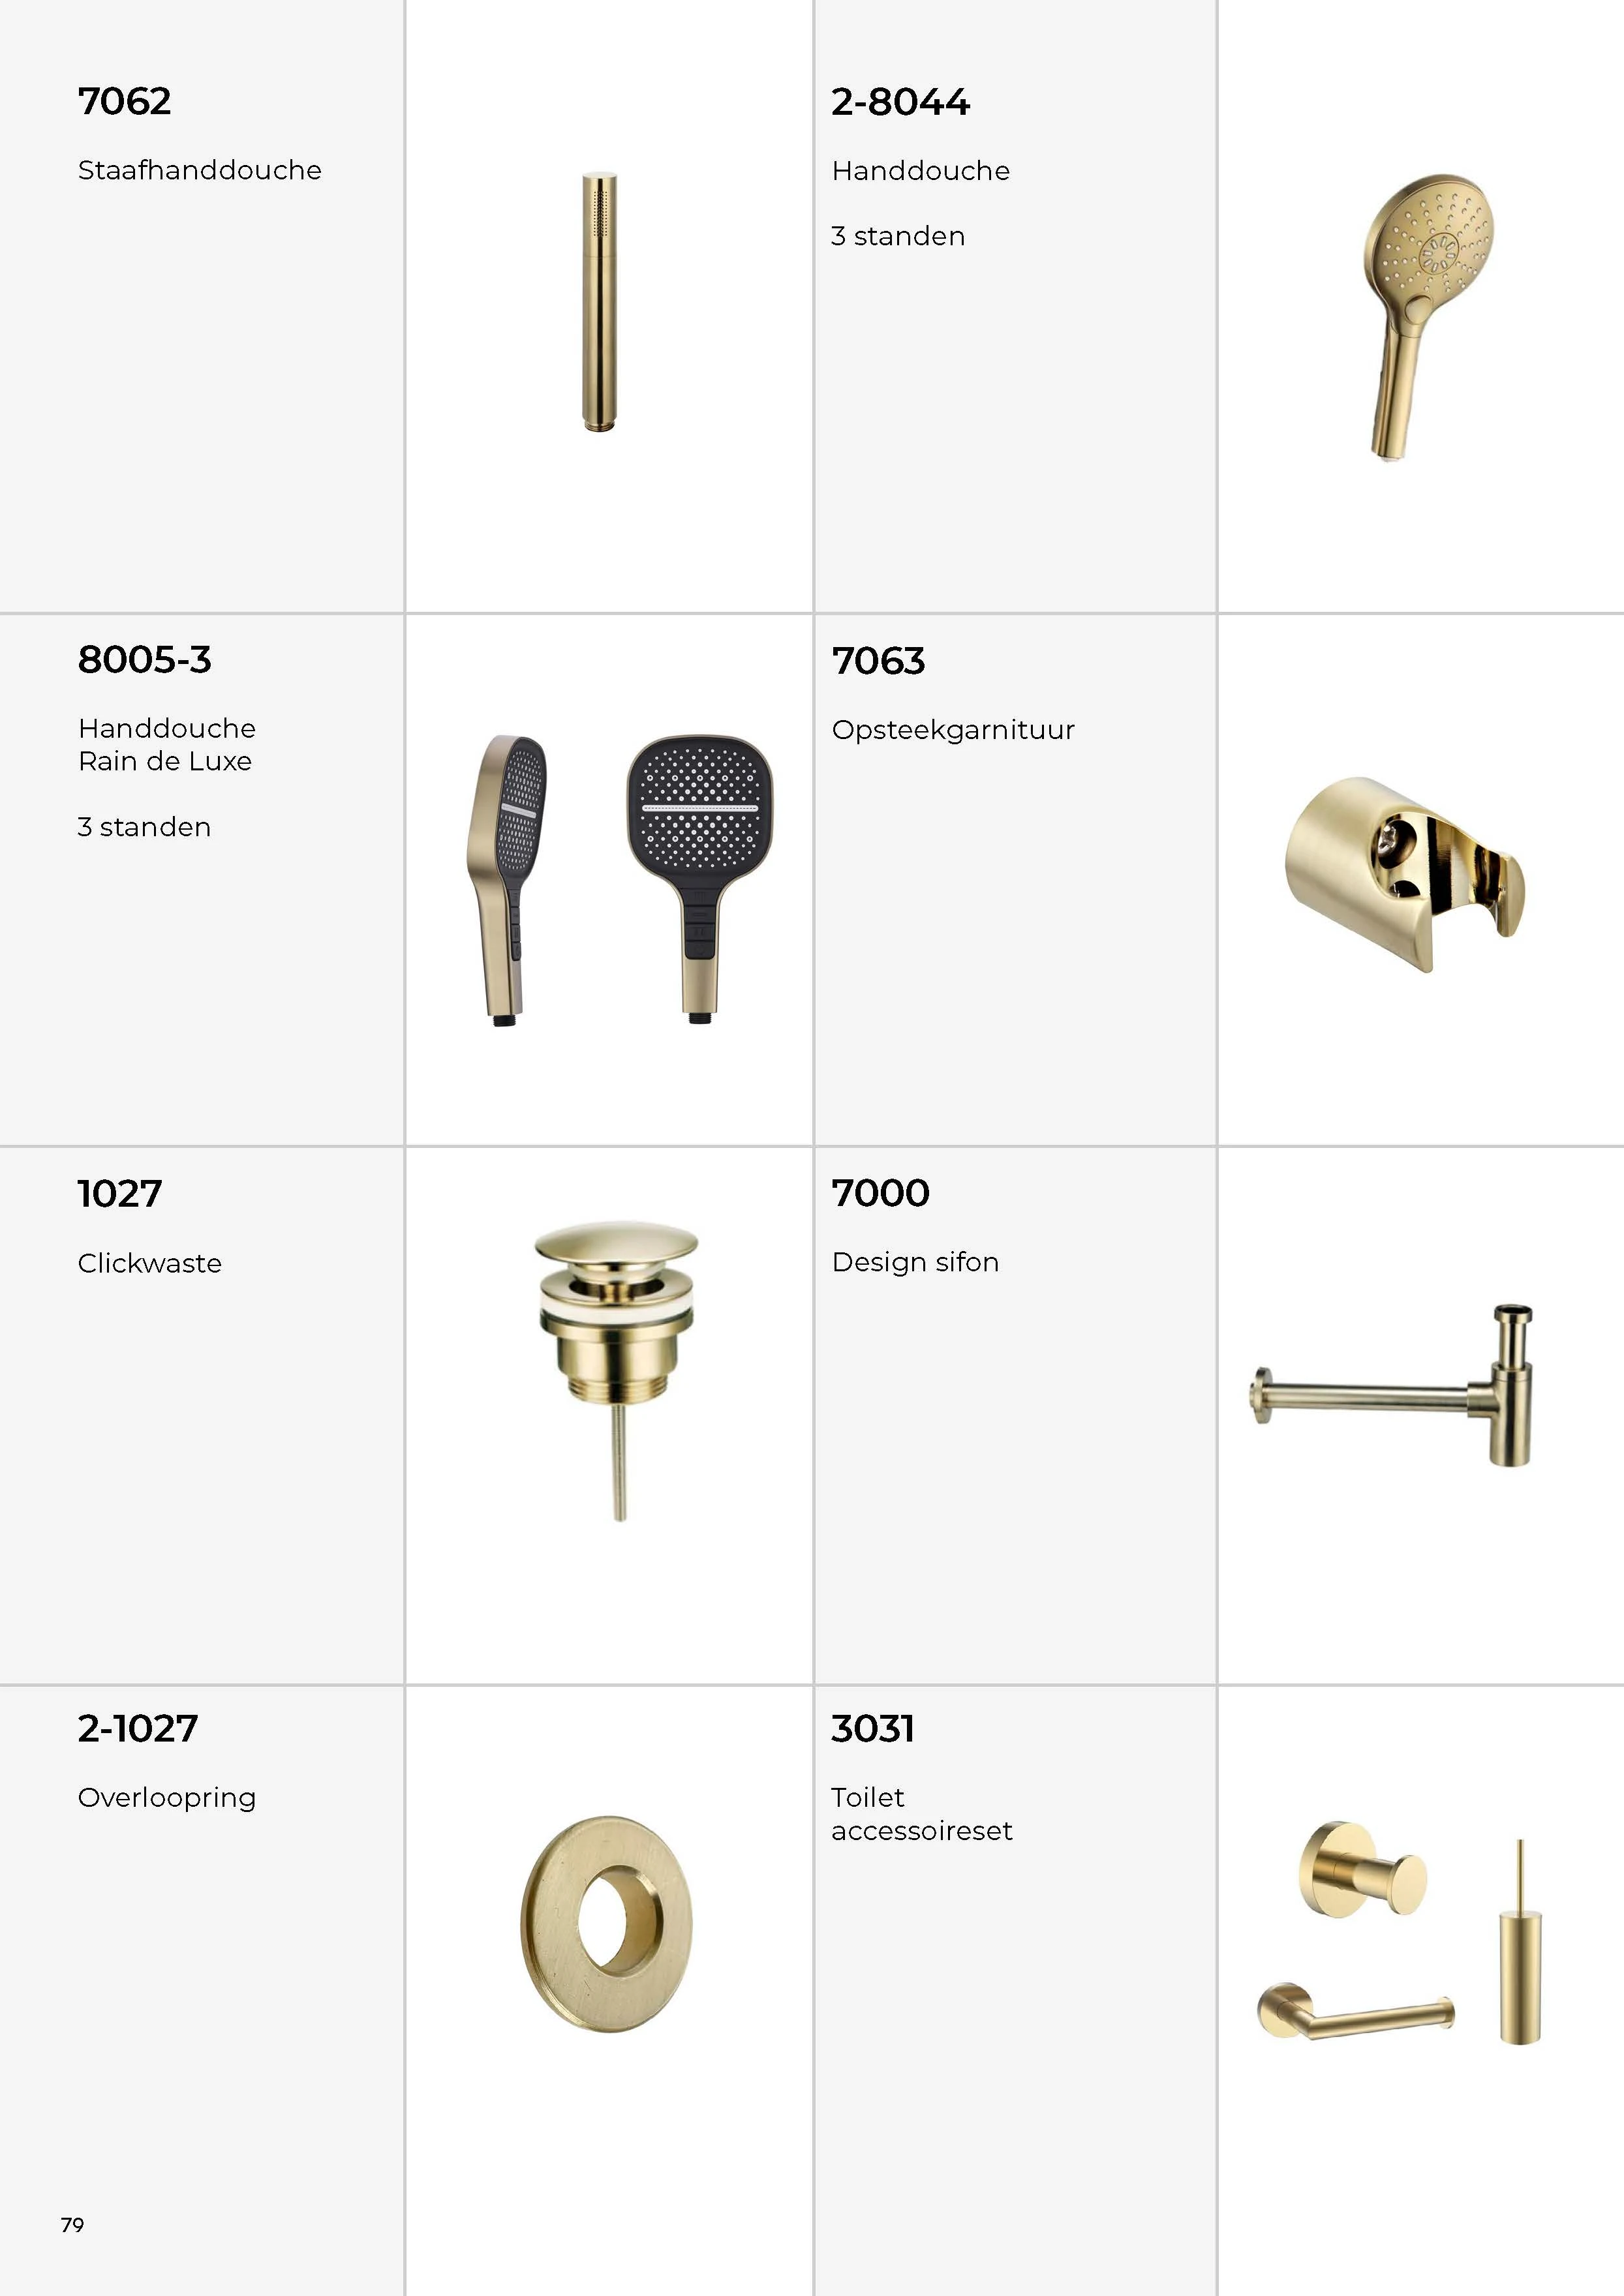 7062
Staafhanddouche
2-8044
Handdouche
3 standen
8005-3
Handdouche
Rain de Luxe
3 standen
7063
Opsteekgarnituur
1027
Clickwaste
7000
Design sifon
2-1027
Overloopring
3031
Toilet
accessoireset
79